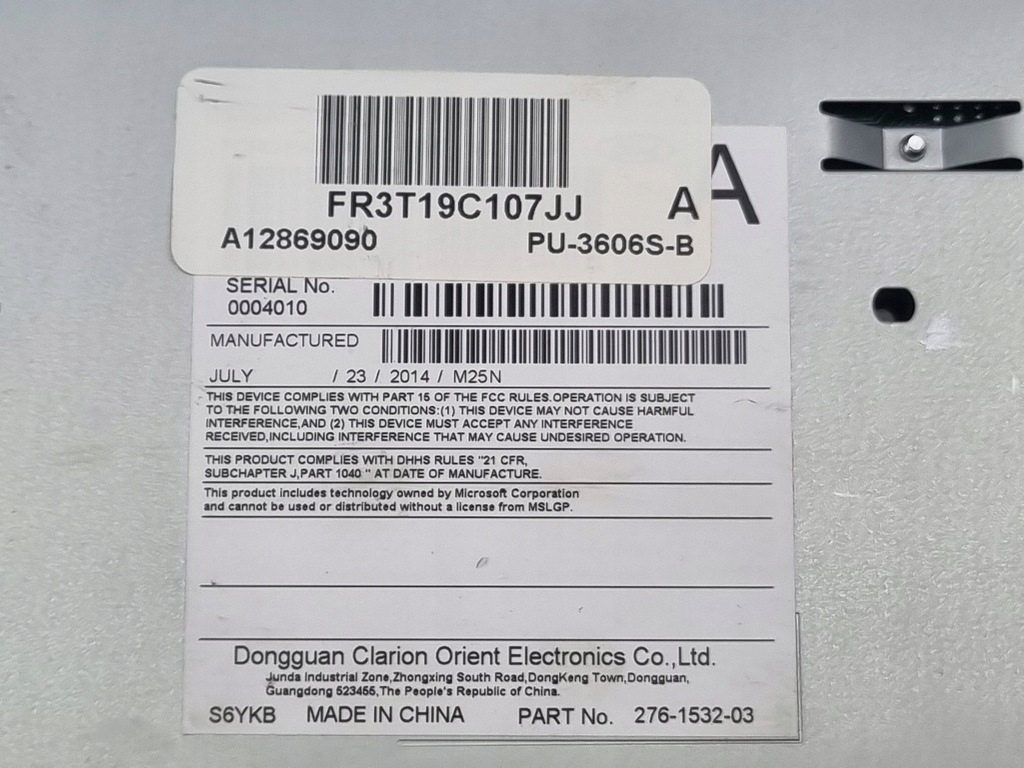 FR3T19C107JJ A
A
A12869090 PU-3606S-B
SERIAL No.
0004010
MANUFACTURED
JULY / 23 / 2014 / M25N
THIS DEVICE COMPLIES WITH PART 15 OF THE FCC RULES.OPERATION IS SUBJECT
TO THE FOLLOWING TWO CONDITIONS:(1) THIS DEVICE MAY NOT CAUSE HARMFUL
INTERFERENCE,AND (2) THIS DEVICE MUST ACCEPT ANY INTERFERENCE
RECEIVED,INCLUDING INTERFERENCE THAT MAY CAUSE UNDESIRED OPERATION.
THIS PRODUCT COMPLIES WITH DHHS RULES "21 CFR,
SUBCHAPTER J,PART 1040 " AT DATE OF MANUFACTURE.
This product includes technology owned by Microsoft Corporation
and cannot be used or distributed without a license from MSLGP.
Dongguan Clarion Orient Electronics Co.,Ltd.
Junda Industrial Zone,Zhongxing South Road,DongKeng Town,Dongguan,
Guangdong 523455,The People's Republic of China.
S6YKB MADE IN CHINA PART No. 276-1532-03